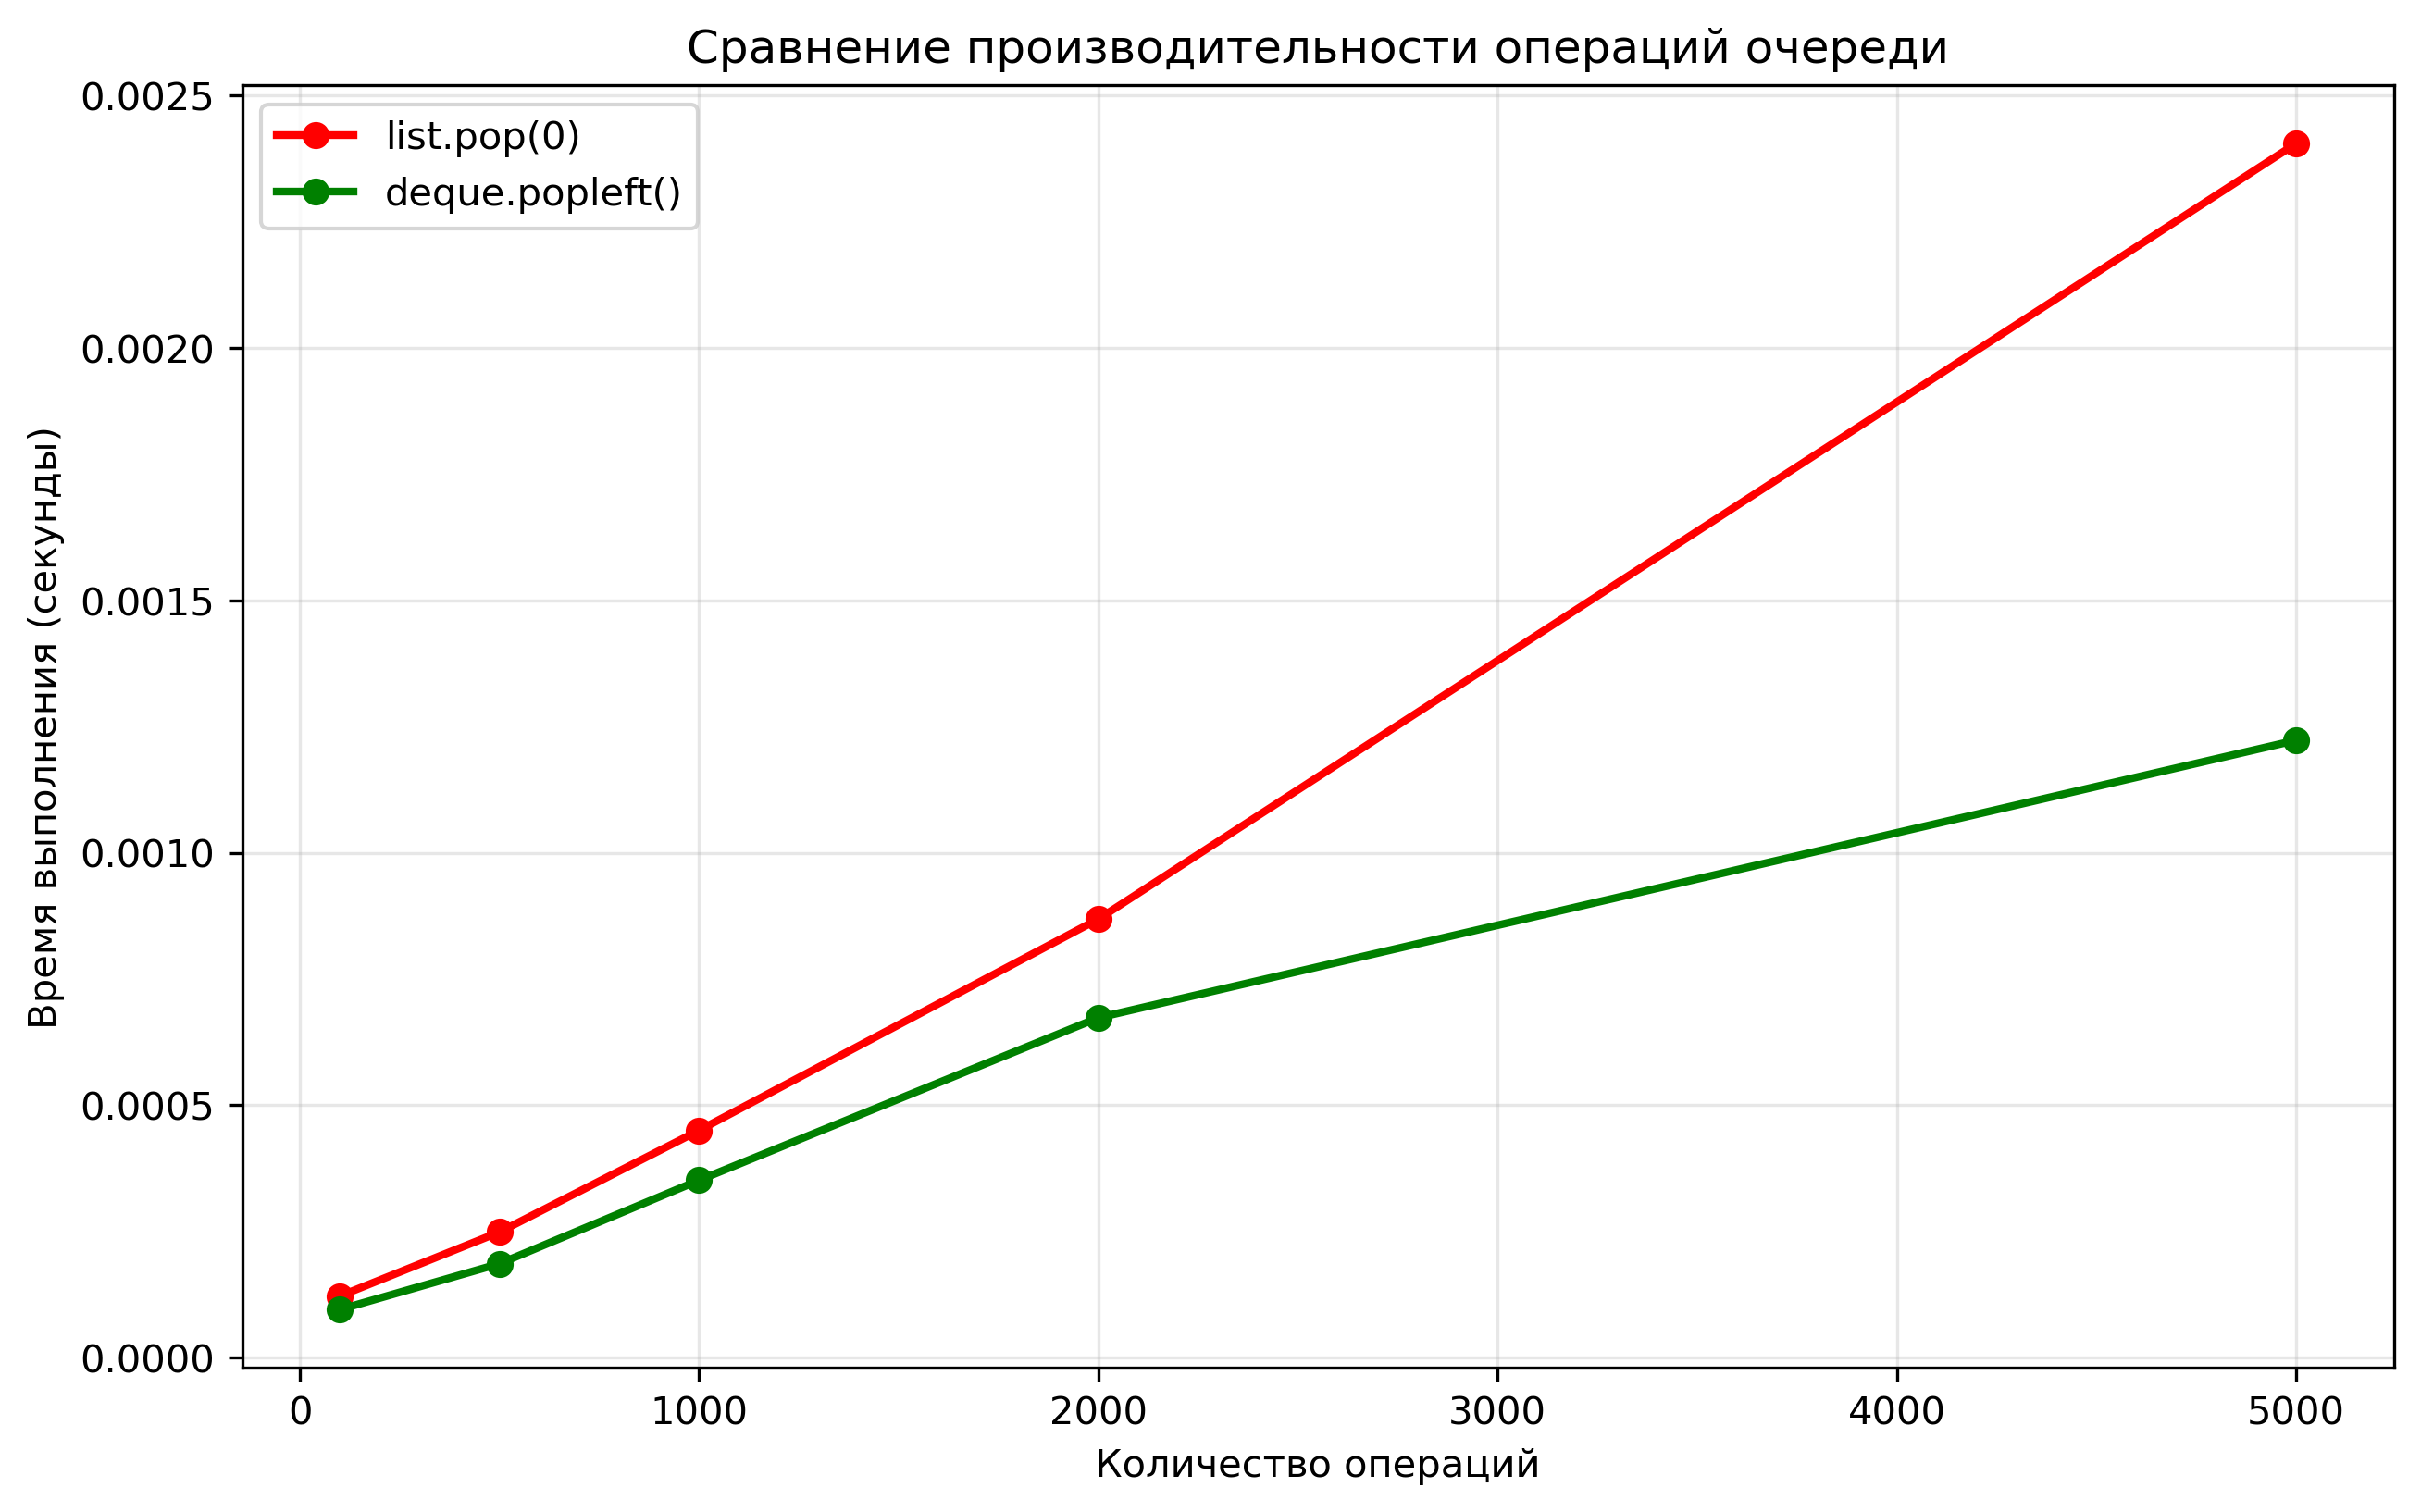 Сравнение производительности операций очереди
list.pop(0)
deque.popleft()
Время выполнения (секунды)
0.0025
0.0020
0.0015
0.0010
0.0005
0.0000
0 1000 2000 3000 4000 5000
Количество операций